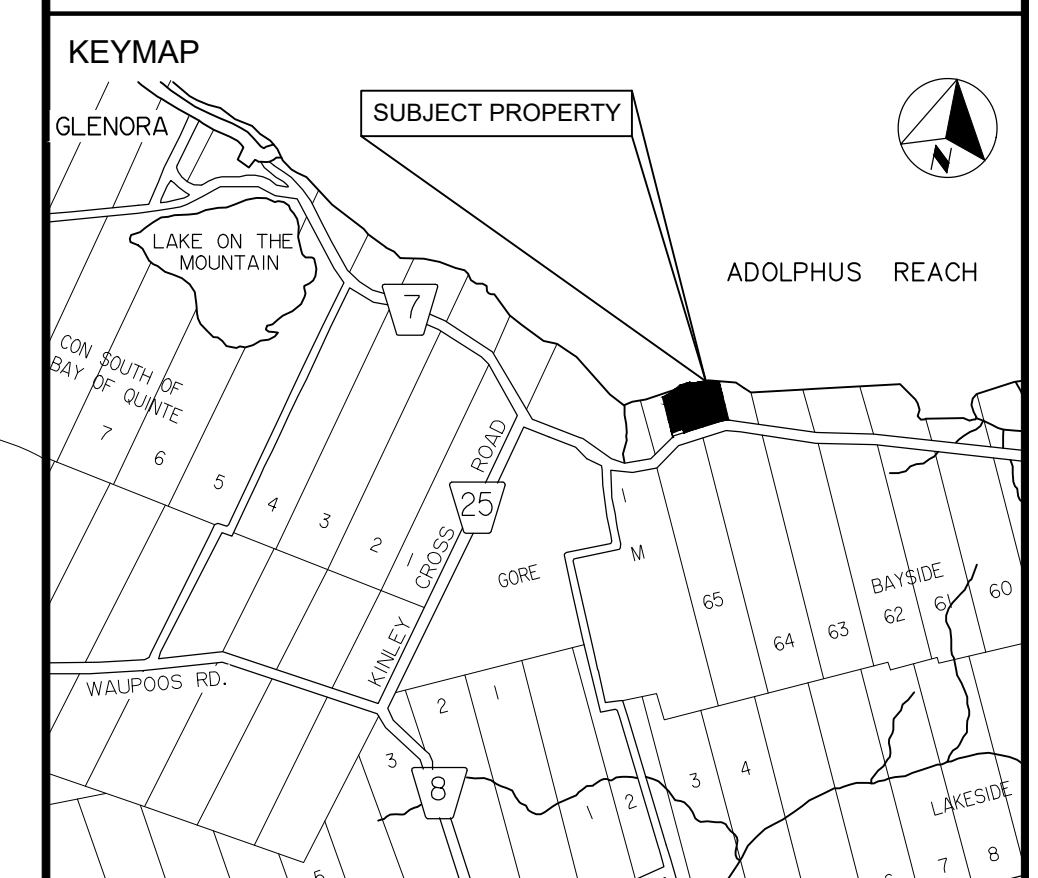 KEYMAP
SUBJECT PROPERTY
GLENORA
N
LAKE ON THE
MOUNTAIN
ADOLPHUS REACH
7
CON SOUTH OF
BAY OF QUINTE
7
6
5
4
3
2
1
KINLEY CROSS ROAD
25
GORE
1
M
65
64
63
BAYSIDE
62
61
60
WAUPOOS RD.
2
1
3
8
1
2
3
4
LAKESIDE
7
8
5